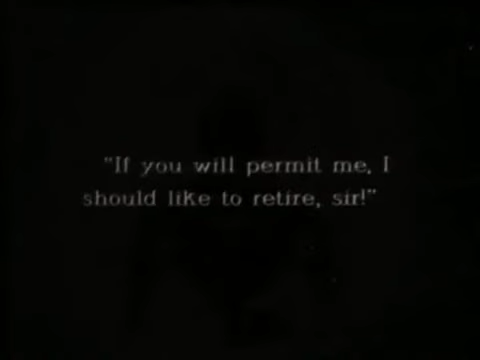 "If you will permit me, I
should like to retire, sir!"